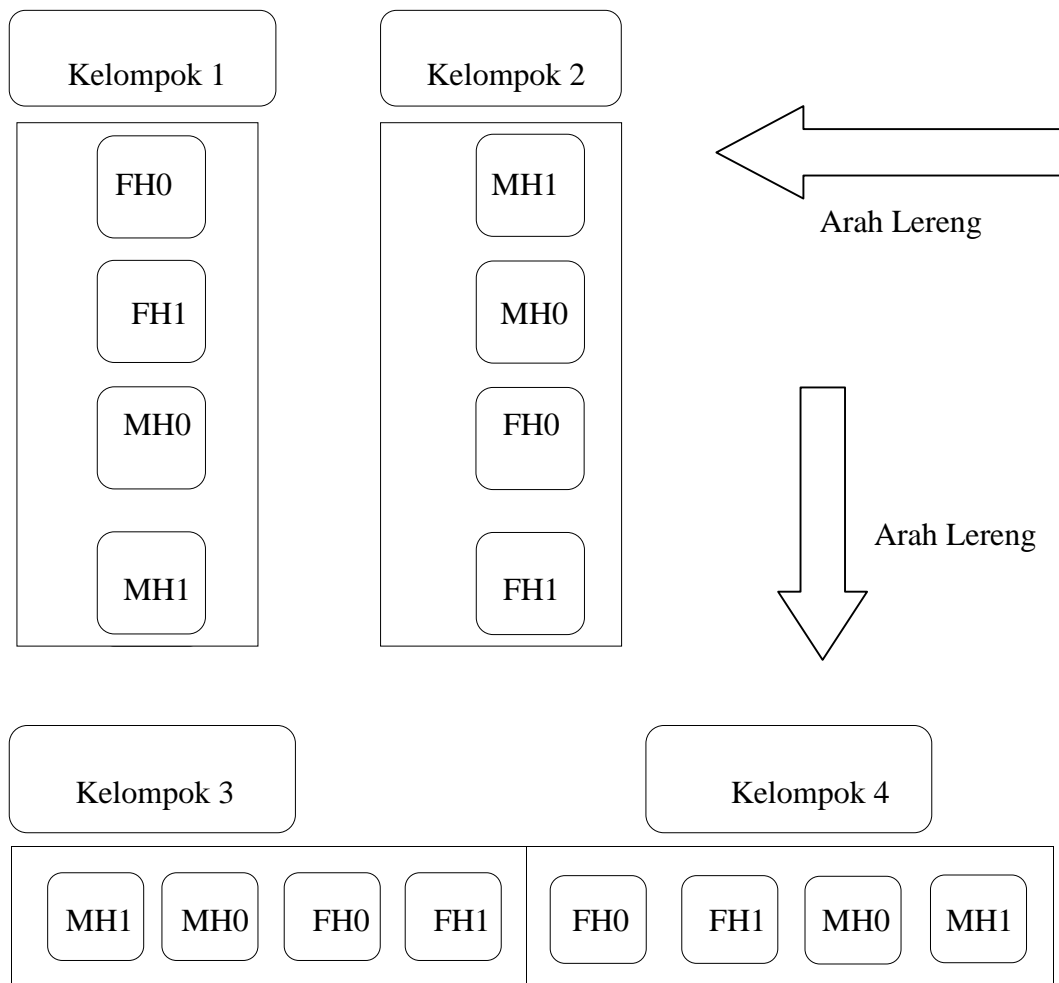 Kelompok 1
Kelompok 2
FH0
FH1
MH0
MH1
MH1
MH0
FH0
FH1
Arah Lereng
Arah Lereng
Kelompok 3
Kelompok 4
MH1
MH0
FH0
FH1
FH0
FH1
MH0
MH1